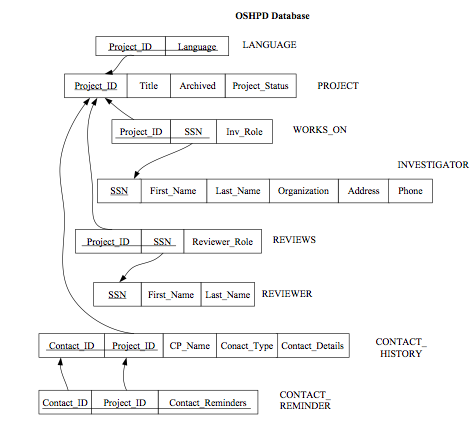 OSHPD Database
Project_ID Language LANGUAGE
Project_ID Title Archived Project_Status PROJECT
Project_ID SSN Inv_Role WORKS_ON
INVESTIGATOR
SSN First_Name Last_Name Organization Address Phone
Project_ID SSN Reviewer_Role REVIEWS
SSN First_Name Last_Name REVIEWER
Contact_ID Project_ID CP_Name Conact_Type Contact_Details CONTACT_
HISTORY
Contact_ID Project_ID Contact_Reminders CONTACT_
REMINDER